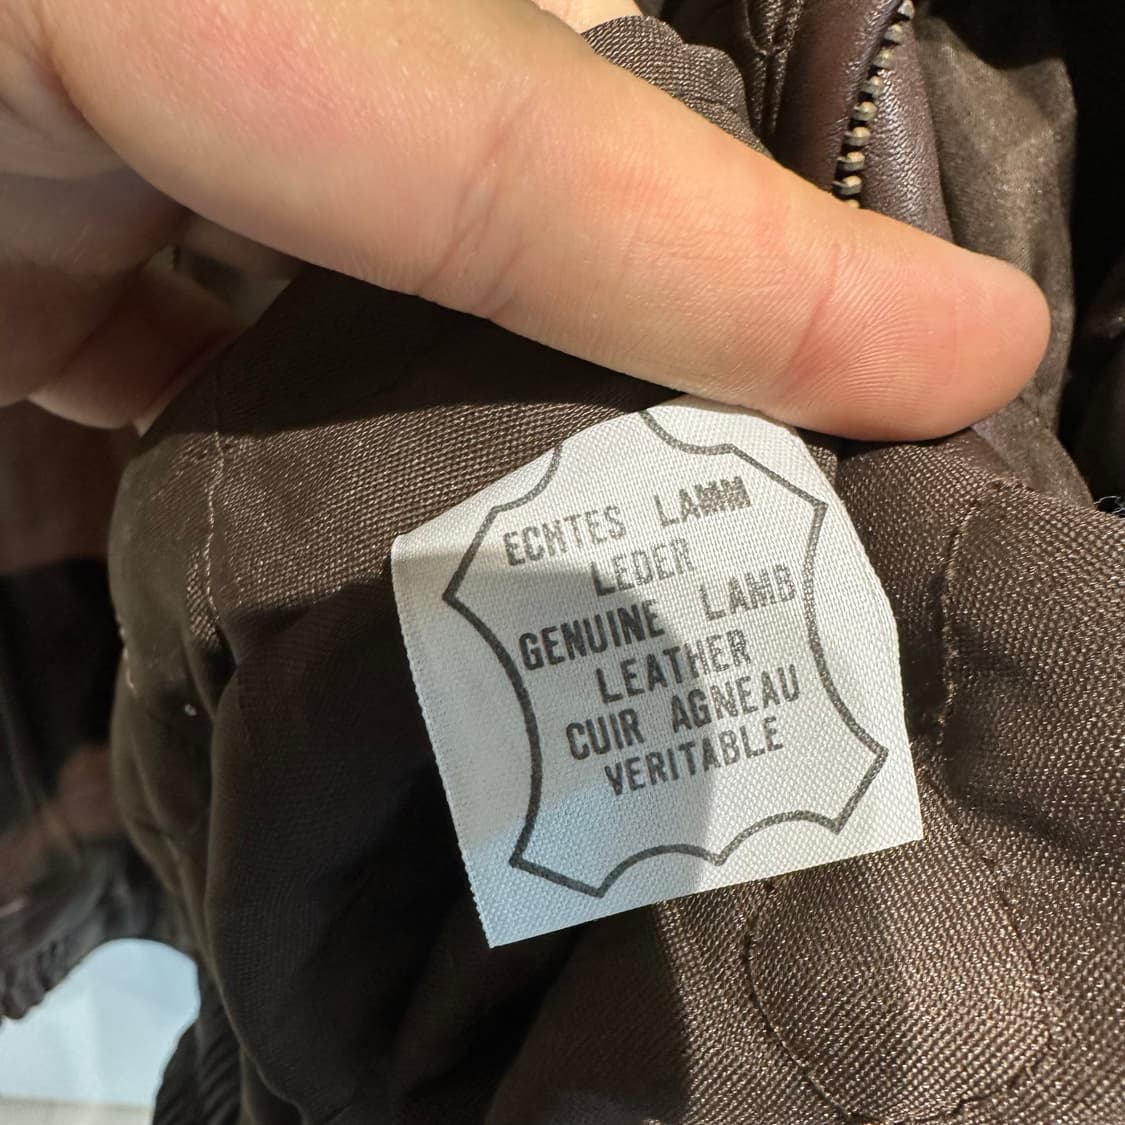 ECHTES LAMM
LEDER
GENUINE LAMB
LEATHER
CUIR AGNEAU
VERITABLE